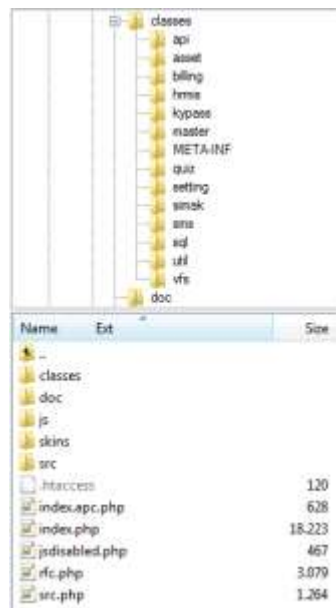 classes
api
asset
billing
hrmis
kypass
master
META-INF
quiz
setting
simak
sms
sql
util
vfs
doc
Name Ext Size
..
classes
doc
js
skins
src
.htaccess 120
index.apc.php 628
index.php 18.223
jsdisabled.php 467
rfc.php 3.079
src.php 1.264